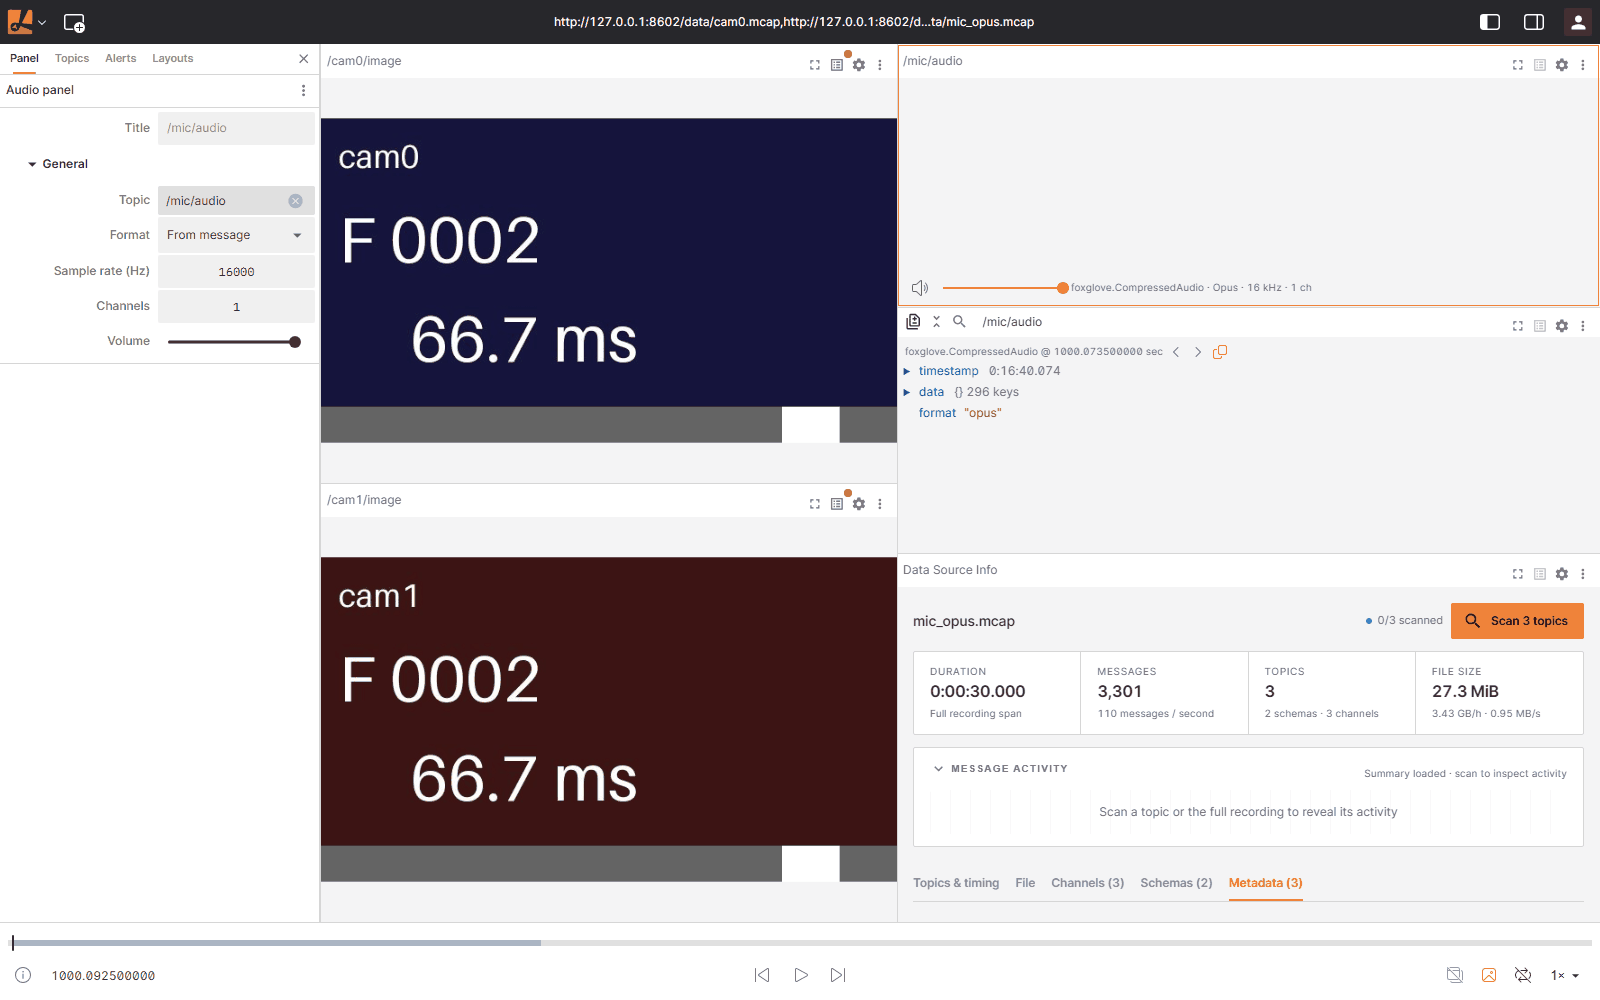 http://127.0.0.1:8602/data/cam0.mcap,http://127.0.0.1:8602/d...ta/mic_opus.mcap
Panel Topics Alerts Layouts
Audio panel
Title /mic/audio
General
Topic /mic/audio
Format From message
Sample rate (Hz) 16000
Channels 1
Volume
/cam0/image
cam0
F 0002
66.7 ms
/cam1/image
cam1
F 0002
66.7 ms
/mic/audio
foxglove.CompressedAudio · Opus · 16 kHz · 1 ch
/mic/audio
foxglove.CompressedAudio @ 1000.073500000 sec
timestamp 0:16:40.074
data {} 296 keys
format "opus"
Data Source Info
mic_opus.mcap 0/3 scanned Scan 3 topics
DURATION MESSAGES TOPICS FILE SIZE
0:00:30.000 3,301 3 27.3 MiB
Full recording span 110 messages / second 2 schemas · 3 channels 3.43 GB/h · 0.95 MB/s
MESSAGE ACTIVITY Summary loaded · scan to inspect activity
Scan a topic or the full recording to reveal its activity
Topics & timing File Channels (3) Schemas (2) Metadata (3)
1000.092500000 1×